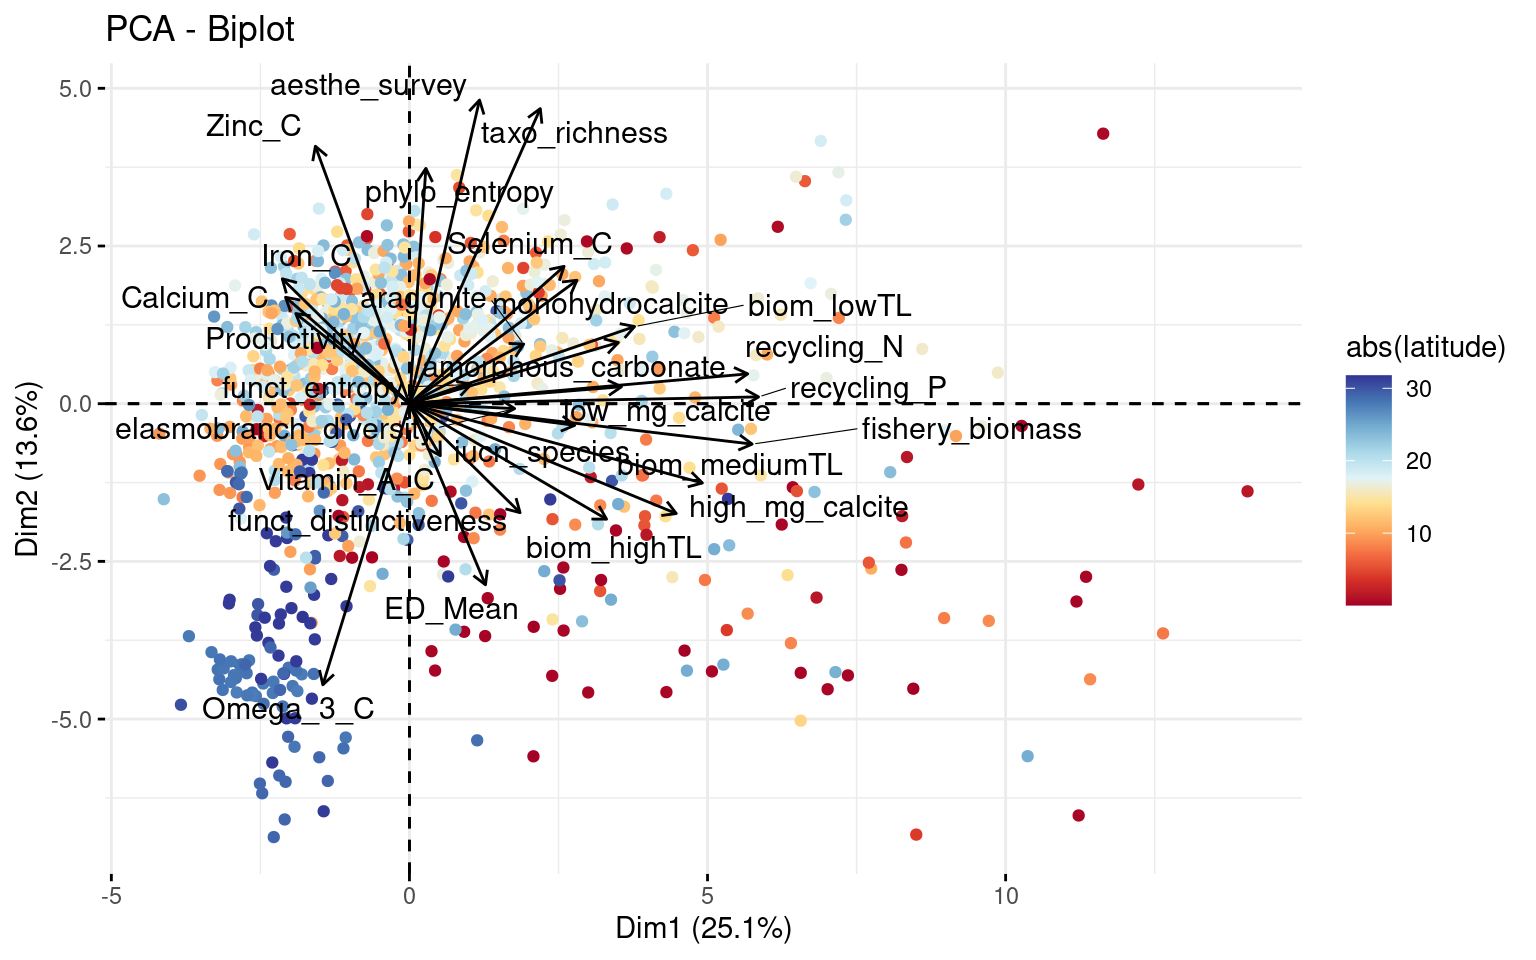 PCA - Biplot
aesthe_survey
Zinc_C
taxo_richness
phylo_entropy
Selenium_C
Iron_C
Calcium_C
aragonite
monohydrocalcite
biom_lowTL
Productivity
recycling_N
amorphous_carbonate
funct_entropy
recycling_P
low_mg_calcite
elasmobranch_diversity
fishery_biomass
iucn_species
biom_mediumTL
Vitamin_A_C
high_mg_calcite
funct_distinctiveness
biom_highTL
ED_Mean
Omega_3_C
5.0
2.5
0.0
-2.5
-5.0
Dim2 (13.6%)
-5
0
5
10
Dim1 (25.1%)
abs(latitude)
30
20
10